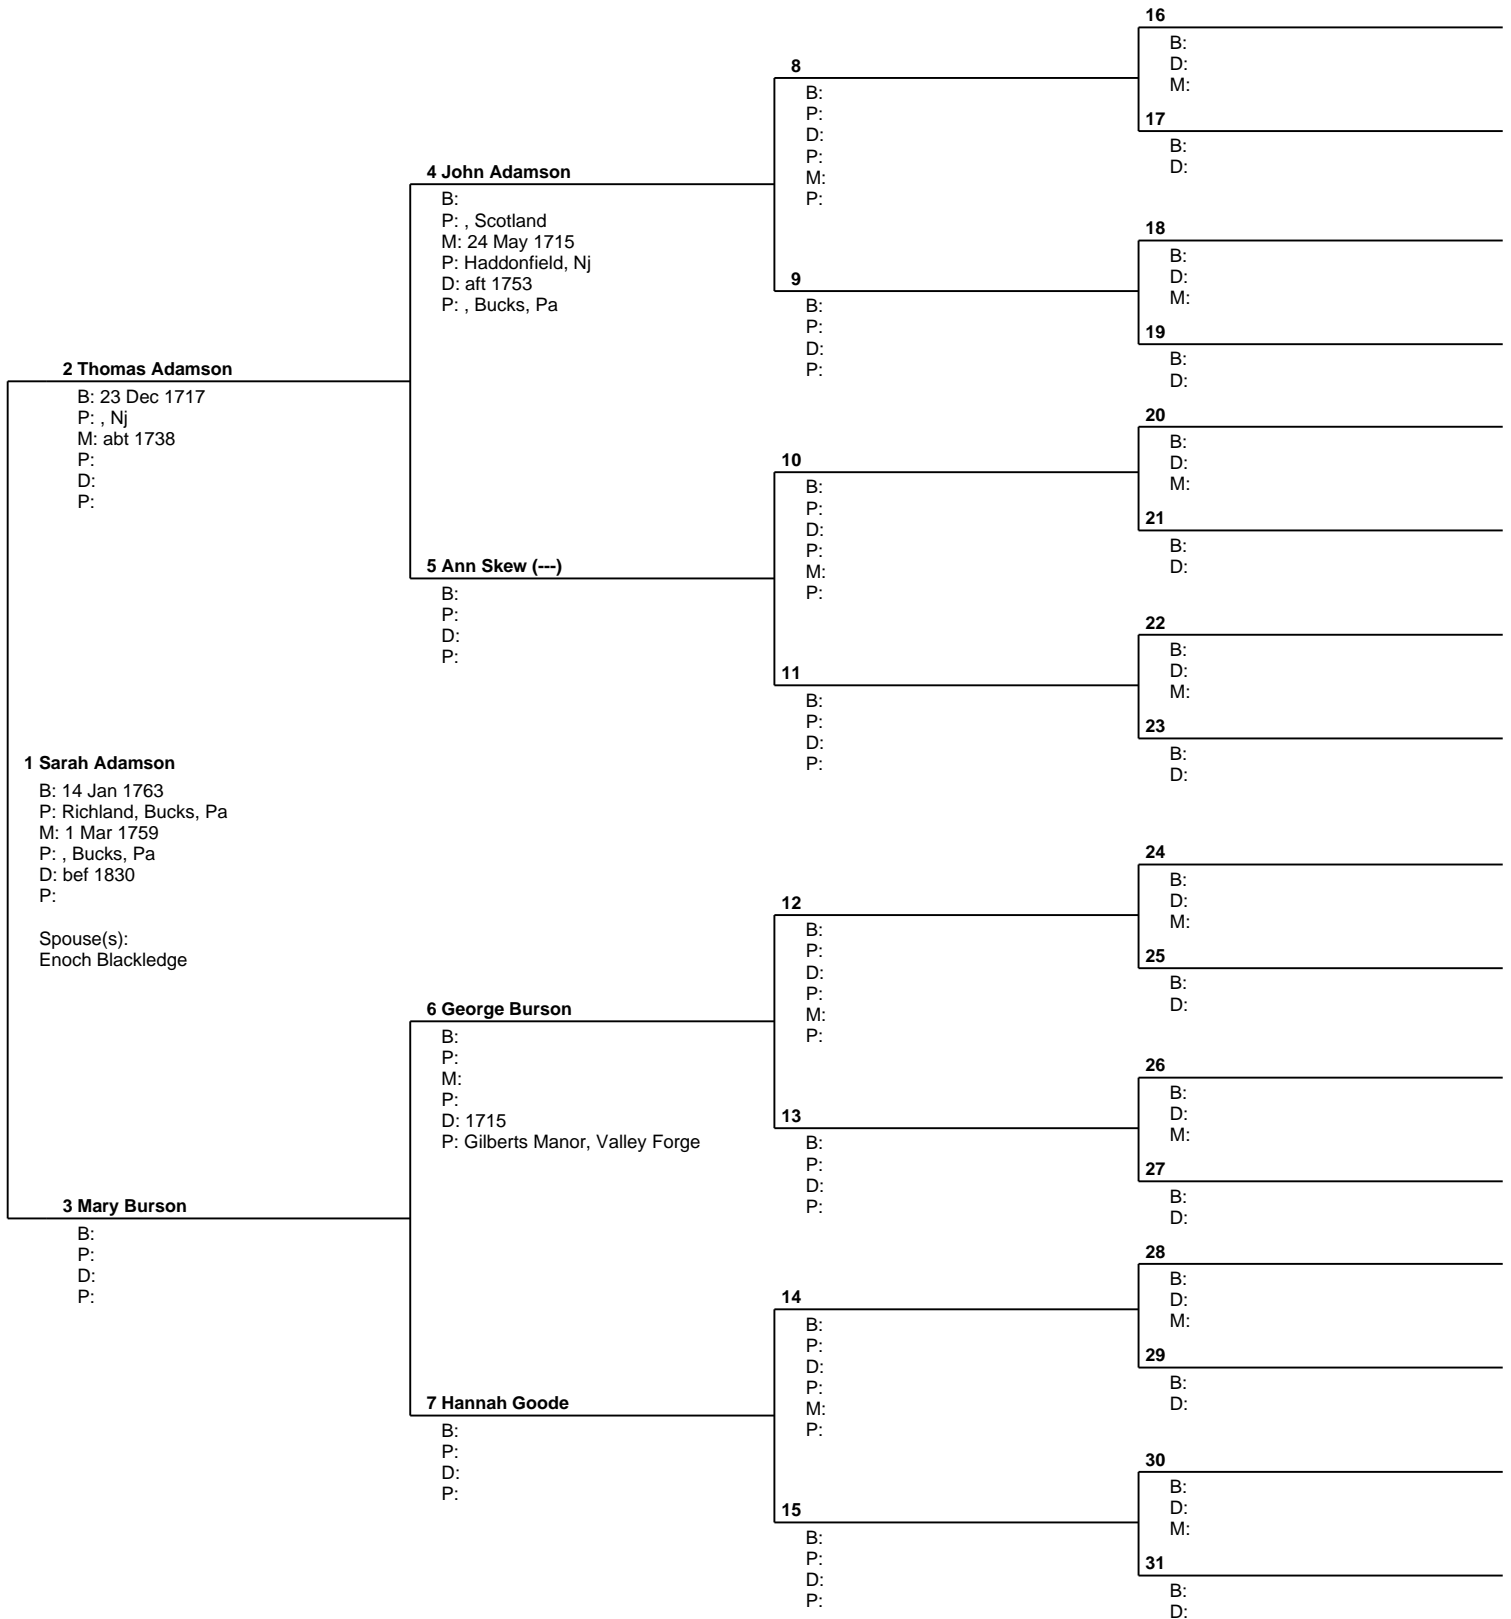 1 Sarah Adamson
B: 14 Jan 1763
P: Richland, Bucks, Pa
M: 1 Mar 1759
P: , Bucks, Pa
D: bef 1830
P:
Spouse(s):
Enoch Blackledge
2 Thomas Adamson
B: 23 Dec 1717
P: , Nj
M: abt 1738
P:
D:
P:
3 Mary Burson
B:
P:
D:
P:
4 John Adamson
B:
P: , Scotland
M: 24 May 1715
P: Haddonfield, Nj
D: aft 1753
P: , Bucks, Pa
5 Ann Skew (---)
B:
P:
D:
P:
6 George Burson
B:
P:
M:
P:
D: 1715
P: Gilberts Manor, Valley Forge
7 Hannah Goode
B:
P:
D:
P:
8
B:
P:
D:
P:
M:
P:
9
B:
P:
D:
P:
10
B:
P:
D:
P:
M:
P:
11
B:
P:
D:
P:
12
B:
P:
D:
P:
M:
P:
13
B:
P:
D:
P:
14
B:
P:
D:
P:
M:
P:
15
B:
P:
D:
P:
16
B:
D:
M:
17
B:
D:
18
B:
D:
M:
19
B:
D:
20
B:
D:
M:
21
B:
D:
22
B:
D:
M:
23
B:
D:
24
B:
D:
M:
25
B:
D:
26
B:
D:
M:
27
B:
D:
28
B:
D:
M:
29
B:
D:
30
B:
D:
M:
31
B:
D: